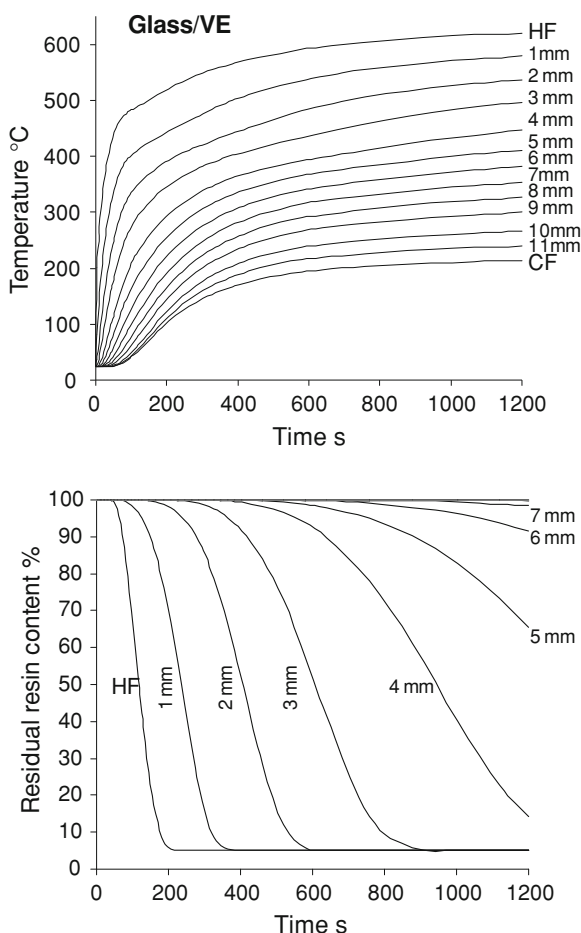 Glass/VE
Temperature °C
600
500
400
300
200
100
0
HF
1mm
2 mm
3 mm
4 mm
5 mm
6 mm
7mm
8 mm
9 mm
10mm
11mm
CF
0 200 400 600 800 1000 1200
Time s
Residual resin content %
100
90
80
70
60
50
40
30
20
10
0
7 mm
6 mm
5 mm
HF
1 mm
2 mm
3 mm
4 mm
0 200 400 600 800 1000 1200
Time s